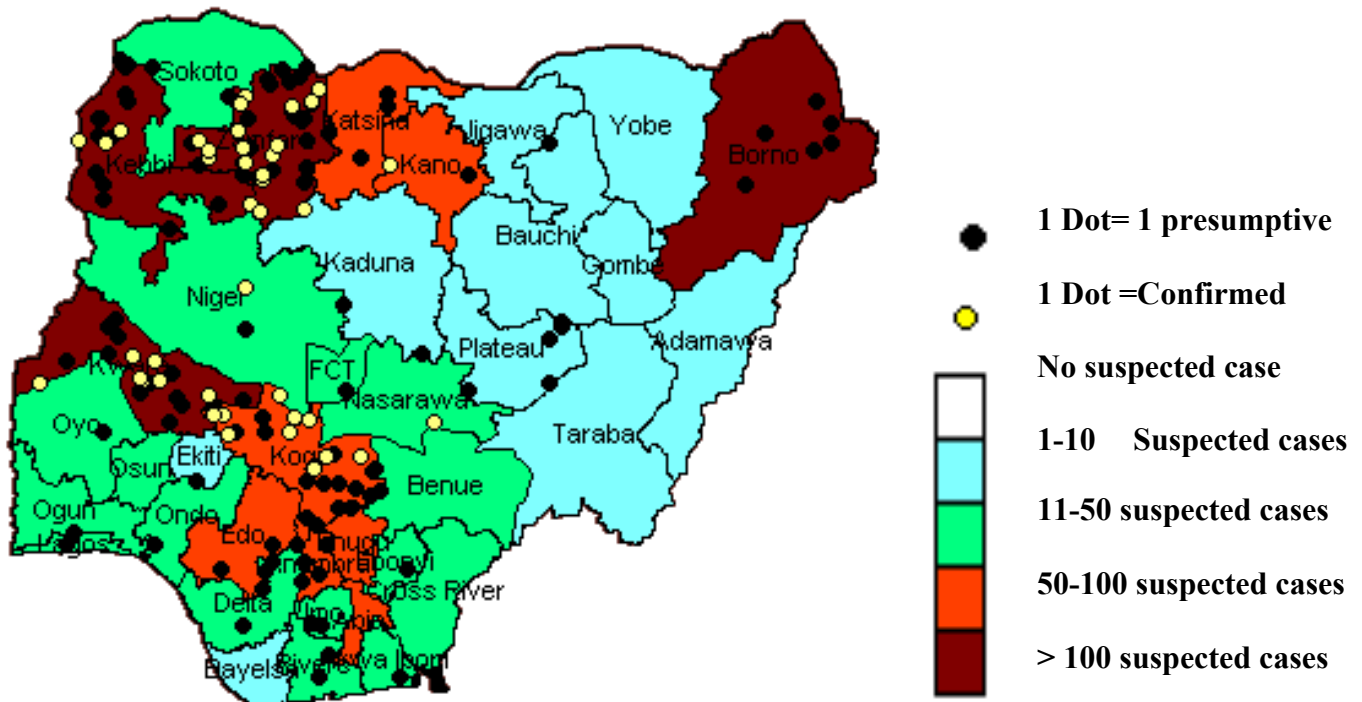 Sokoto
Katsina
Jigawa
Yobe
Borno
Kano
Bauchi
Kaduna
Gombe
Niger
Adamawa
Plateau
FCT
Nasarawa
Oyo
Taraba
Ekiti
Kogi
Osun
Benue
Ogun
Ondo
Edo
Lagos
Cross River
Delta
Bayelsa
1 Dot= 1 presumptive
1 Dot =Confirmed
No suspected case
1-10 Suspected cases
11-50 suspected cases
50-100 suspected cases
> 100 suspected cases